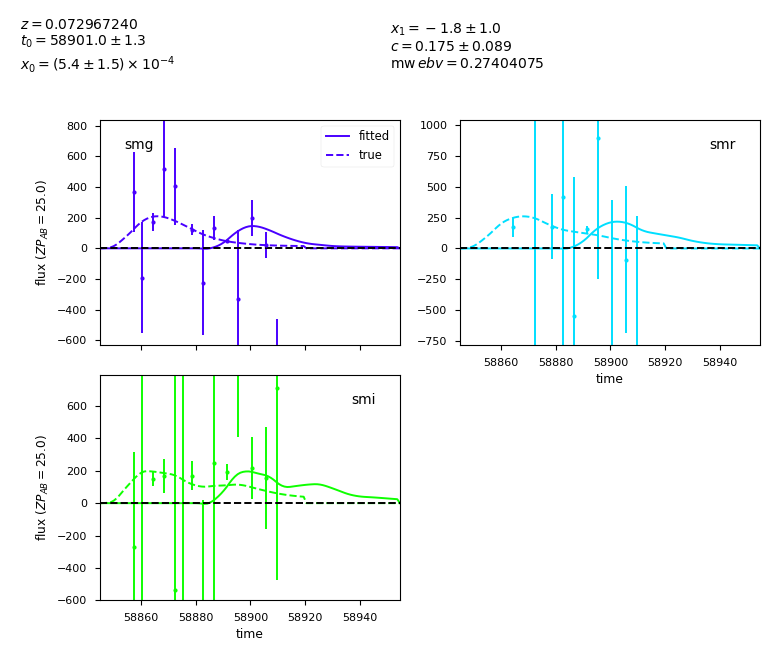 z = 0.072967240
t₀ = 58901.0 ± 1.3
x₀ = (5.4 ± 1.5) × 10⁻⁴
x₁ = −1.8 ± 1.0
c = 0.175 ± 0.089
mw ebv = 0.27404075
smg
fitted
true
flux (ZP_AB = 25.0)
800
600
400
200
0
−200
−400
−600
smr
1000
750
500
250
0
−250
−500
−750
58860 58880 58900 58920 58940
time
smi
flux (ZP_AB = 25.0)
600
400
200
0
−200
−400
−600
58860 58880 58900 58920 58940
time